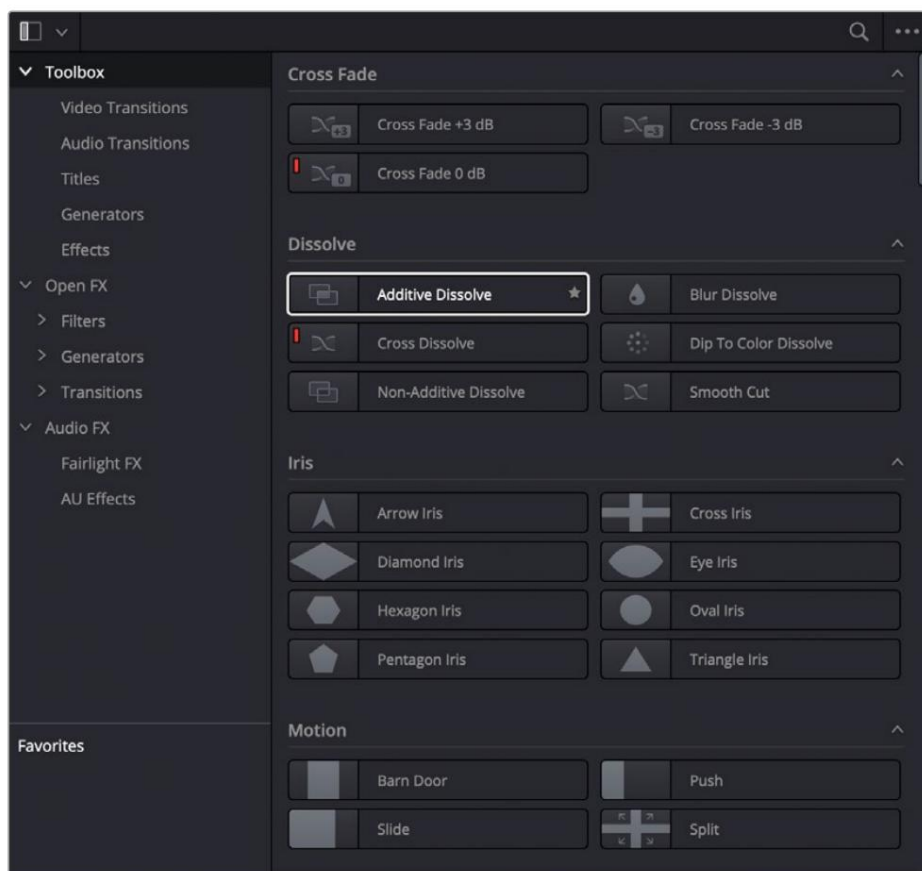 Toolbox
Video Transitions
Audio Transitions
Titles
Generators
Effects
Open FX
Filters
Generators
Transitions
Audio FX
Fairlight FX
AU Effects
Favorites
Cross Fade
+3 Cross Fade +3 dB
-3 Cross Fade -3 dB
0 Cross Fade 0 dB
Dissolve
Additive Dissolve
Blur Dissolve
Cross Dissolve
Dip To Color Dissolve
Non-Additive Dissolve
Smooth Cut
Iris
Arrow Iris
Cross Iris
Diamond Iris
Eye Iris
Hexagon Iris
Oval Iris
Pentagon Iris
Triangle Iris
Motion
Barn Door
Push
Slide
Split